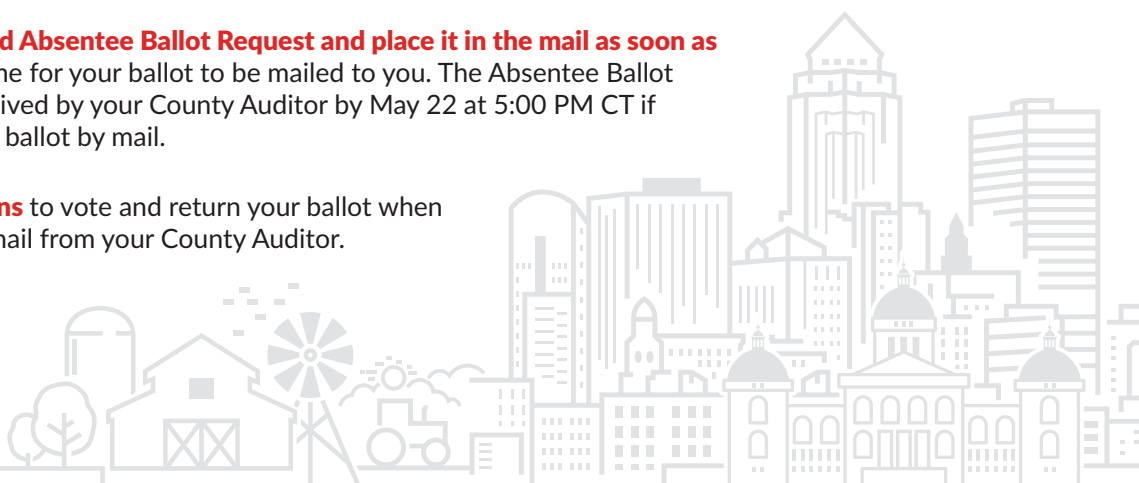 d Absentee Ballot Request and place it in the mail as soon as
ne for your ballot to be mailed to you. The Absentee Ballot
ived by your County Auditor by May 22 at 5:00 PM CT if
ballot by mail.
ns to vote and return your ballot when
nail from your County Auditor.